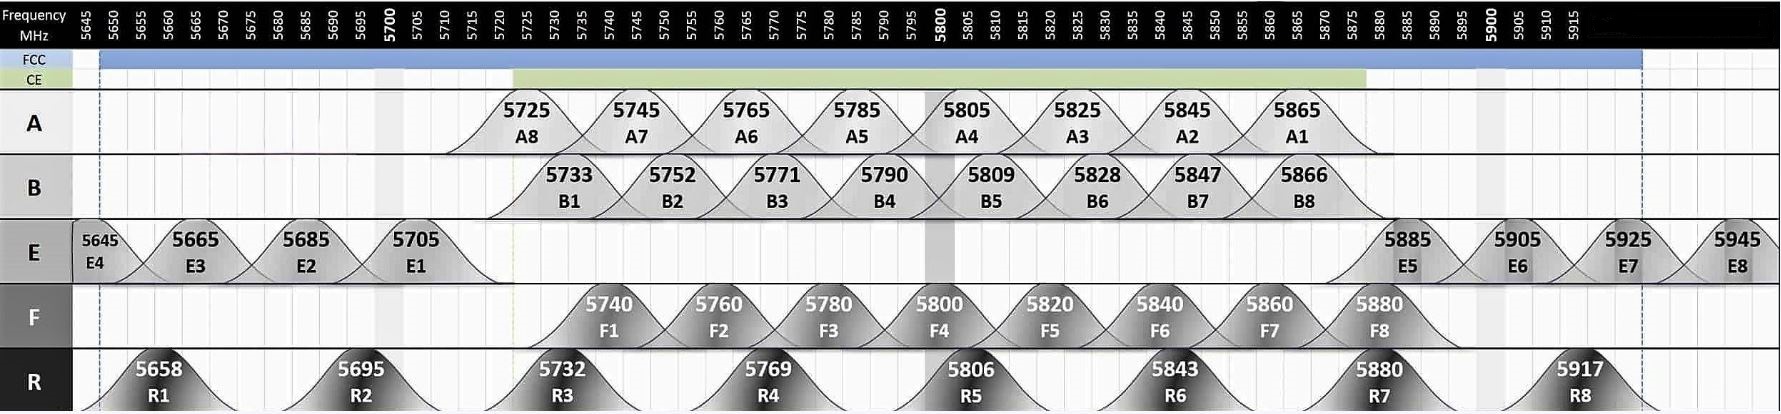 Frequency MHz 5645 5650 5655 5660 5665 5670 5675 5680 5685 5690 5695 5700 5705 5710 5715 5720 5725 5730 5735 5740 5745 5750 5755 5760 5765 5770 5775 5780 5785 5790 5795 5800 5805 5810 5815 5820 5825 5830 5835 5840 5845 5850 5855 5860 5865 5870 5875 5880 5885 5890 5895 5900 5905 5910 5915
FCC
CE
5725 5745 5765 5785 5805 5825 5845 5865
A A8 A7 A6 A5 A4 A3 A2 A1
5733 5752 5771 5790 5809 5828 5847 5866
B B1 B2 B3 B4 B5 B6 B7 B8
5645 5665 5685 5705 5885 5905 5925 5945
E E4 E3 E2 E1 E5 E6 E7 E8
5740 5760 5780 5800 5820 5840 5860 5880
F F1 F2 F3 F4 F5 F6 F7 F8
5658 5695 5732 5769 5806 5843 5880 5917
R R1 R2 R3 R4 R5 R6 R7 R8